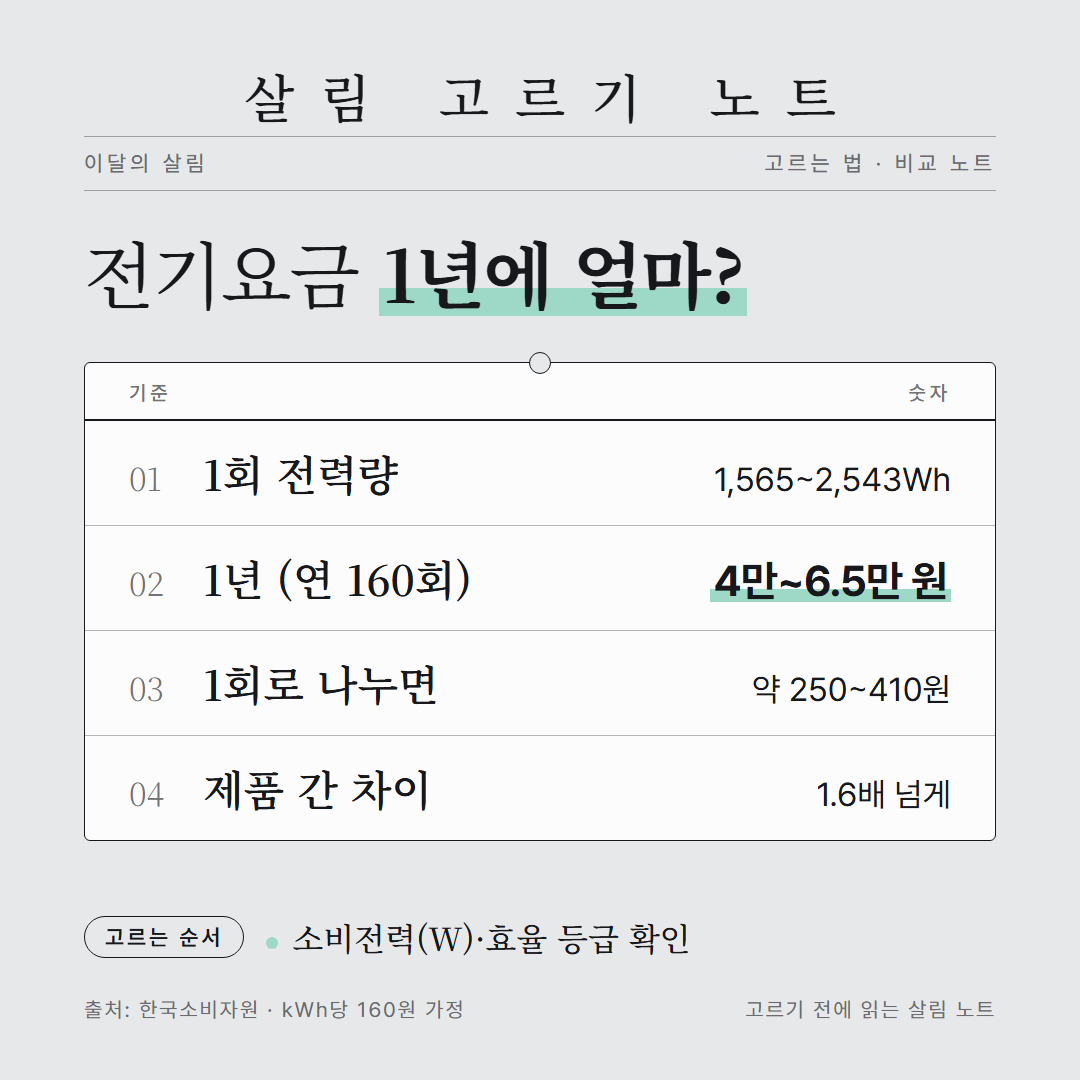 살림 고르기 노트
이달의 살림 고르는 법 · 비교 노트
전기요금 1년에 얼마?
기준 숫자
01 1회 전력량 1,565~2,543Wh
02 1년 (연 160회) 4만~6.5만 원
03 1회로 나누면 약 250~410원
04 제품 간 차이 1.6배 넘게
고르는 순서 소비전력(W)·효율 등급 확인
출처: 한국소비자원 · kWh당 160원 가정 고르기 전에 읽는 살림 노트